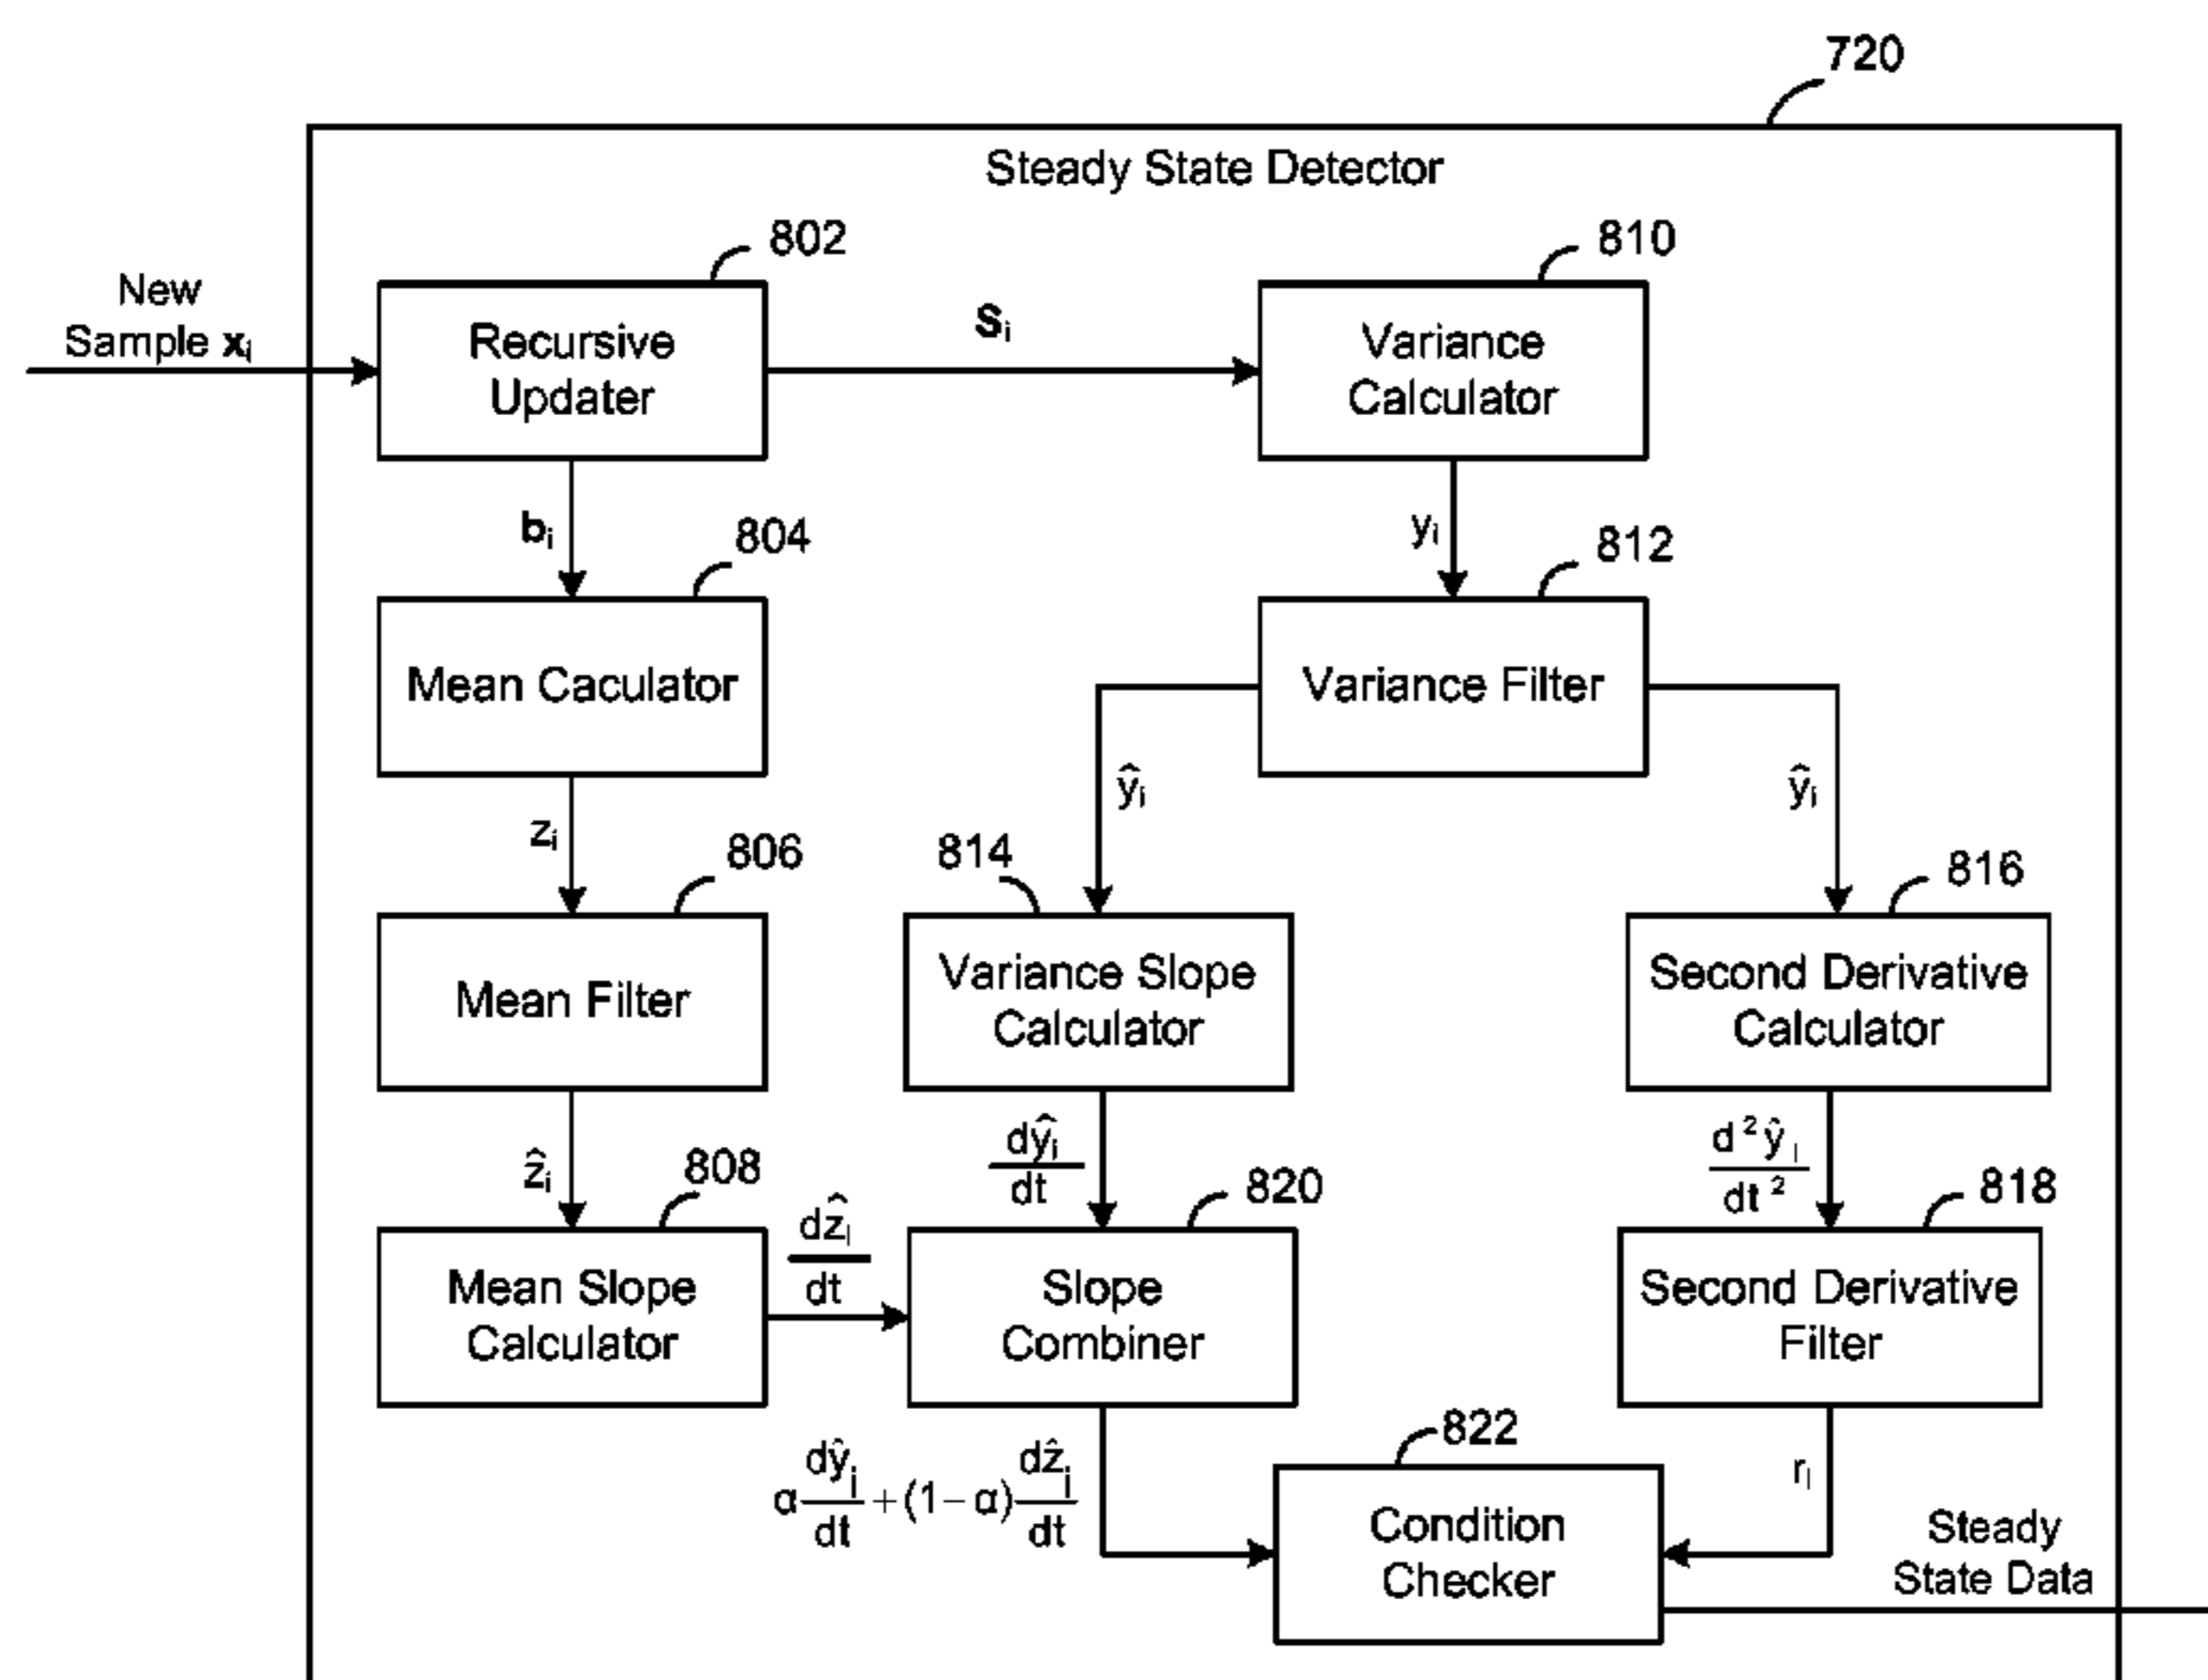 720
Steady State Detector
802
810
New
Sample xᵢ
Recursive
Updater
Sᵢ
Variance
Calculator
bᵢ
804
yᵢ
812
Mean Caculator
Variance Filter
ŷᵢ
ŷᵢ
zᵢ
806
814
816
Mean Filter
Variance Slope
Calculator
Second Derivative
Calculator
ẑᵢ
808
dŷᵢ
dt
820
d²ŷᵢ
dt²
818
Mean Slope
Calculator
dẑᵢ
dt
Slope
Combiner
Second Derivative
Filter
α dŷᵢ/dt + (1 − α) dẑᵢ/dt
822
rᵢ
Condition
Checker
Steady
State Data